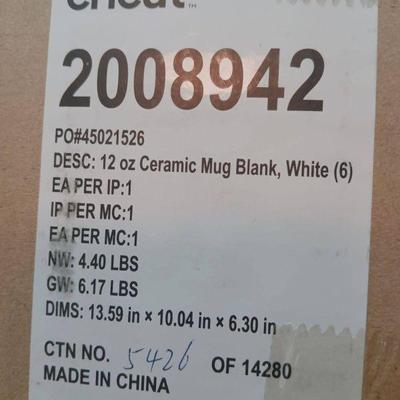 cricut™
2008942
PO#45021526
DESC: 12 oz Ceramic Mug Blank, White (6)
EA PER IP:1
IP PER MC:1
EA PER MC:1
NW: 4.40 LBS
GW: 6.17 LBS
DIMS: 13.59 in × 10.04 in × 6.30 in
CTN NO. 5426 OF 14280
MADE IN CHINA